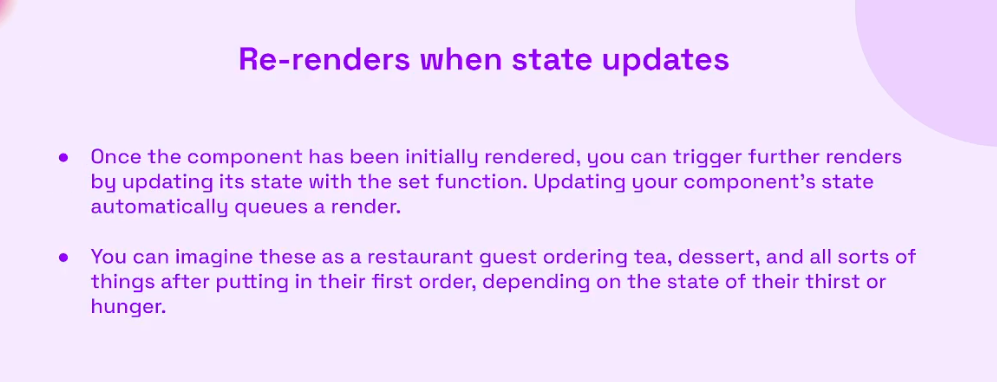 Re-renders when state updates
● Once the component has been initially rendered, you can trigger further renders
by updating its state with the set function. Updating your component's state
automatically queues a render.
● You can imagine these as a restaurant guest ordering tea, dessert, and all sorts of
things after putting in their first order, depending on the state of their thirst or
hunger.